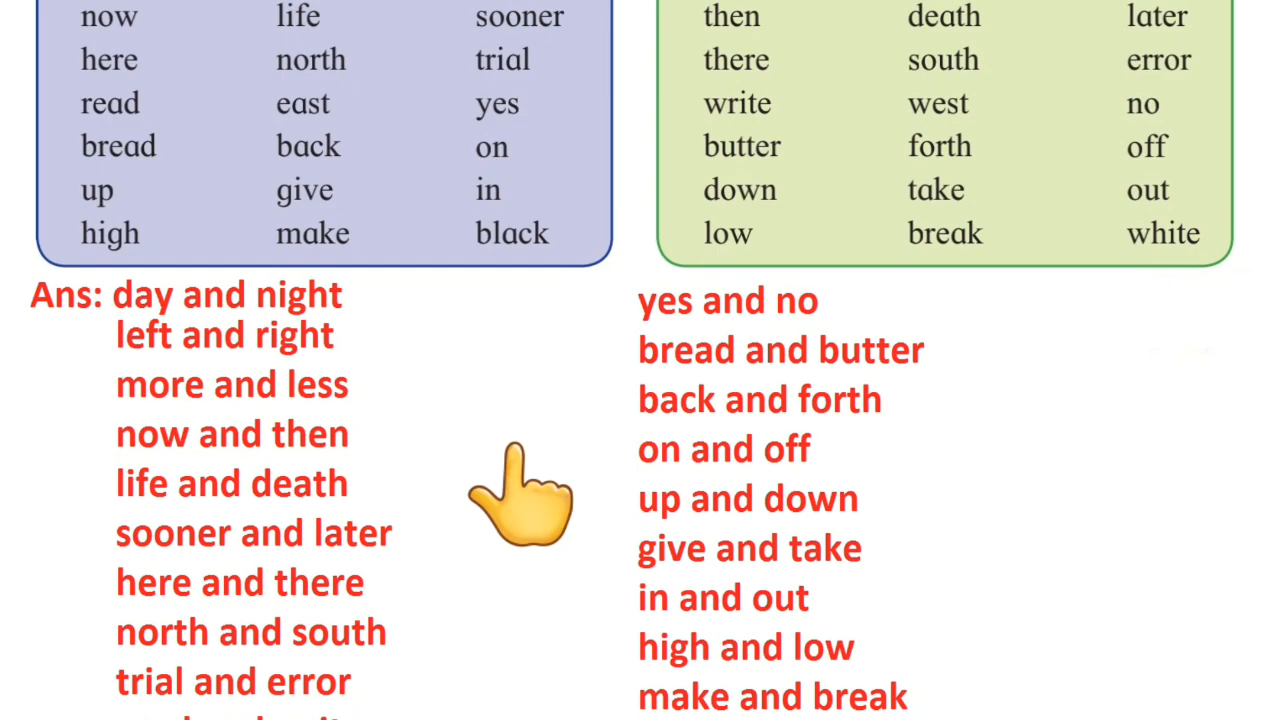 now life sooner
here north trial
read east yes
bread back on
up give in
high make black
then death later
there south error
write west no
butter forth off
down take out
low break white
Ans: day and night
left and right
more and less
now and then
life and death
sooner and later
here and there
north and south
trial and error
yes and no
bread and butter
back and forth
on and off
up and down
give and take
in and out
high and low
make and break